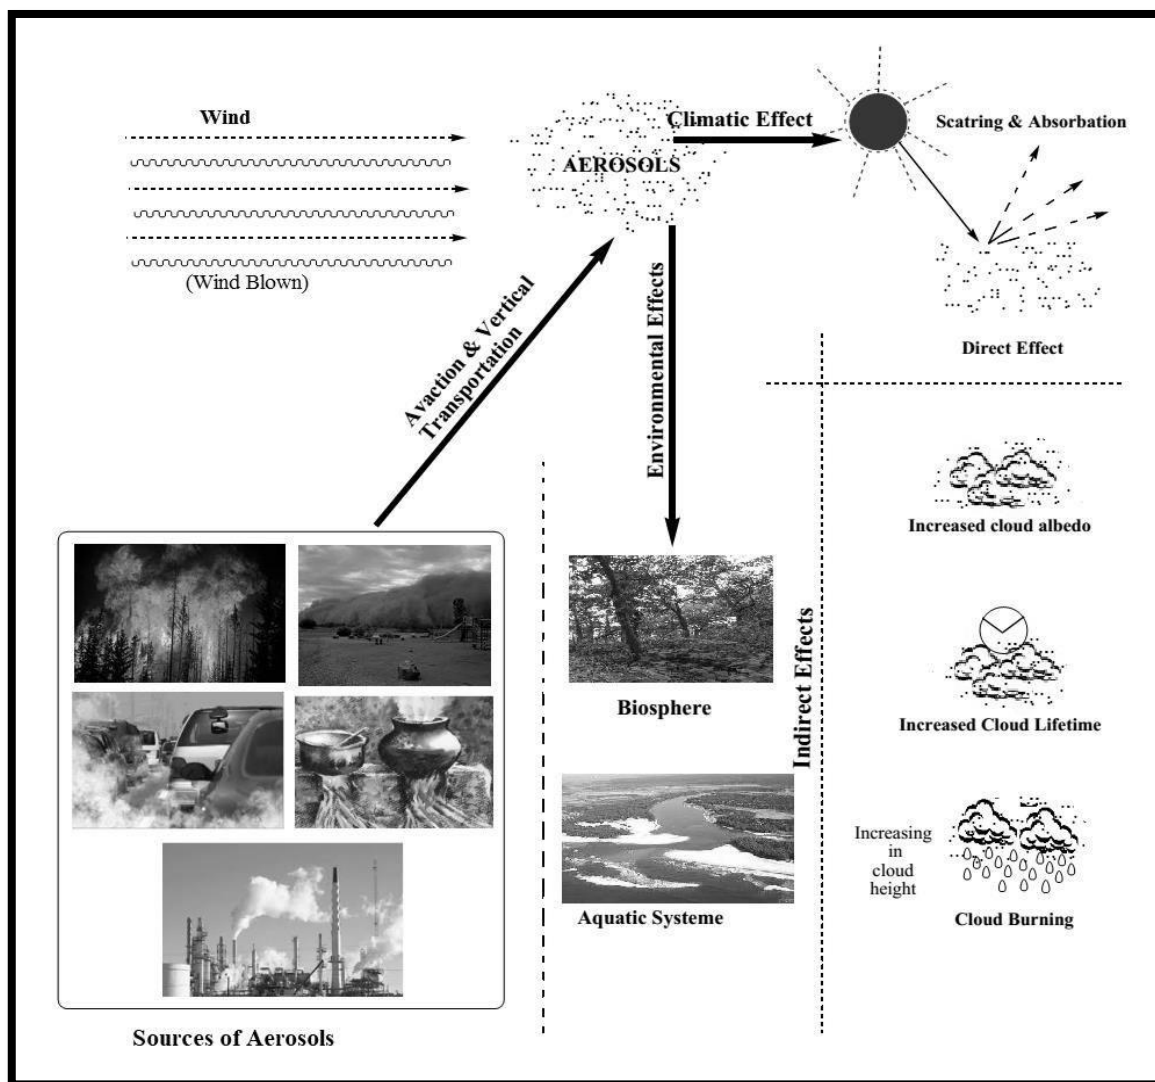 Wind
(Wind Blown)
AEROSOLS
Climatic Effect
Scatring & Absorbation
Direct Effect
Avaction & Vertical
Transportation
Environmental Effects
Sources of Aerosols
Biosphere
Aquatic Systeme
Indirect Effects
Increased cloud albedo
Increased Cloud Lifetime
Increasing
in
cloud
height
Cloud Burning